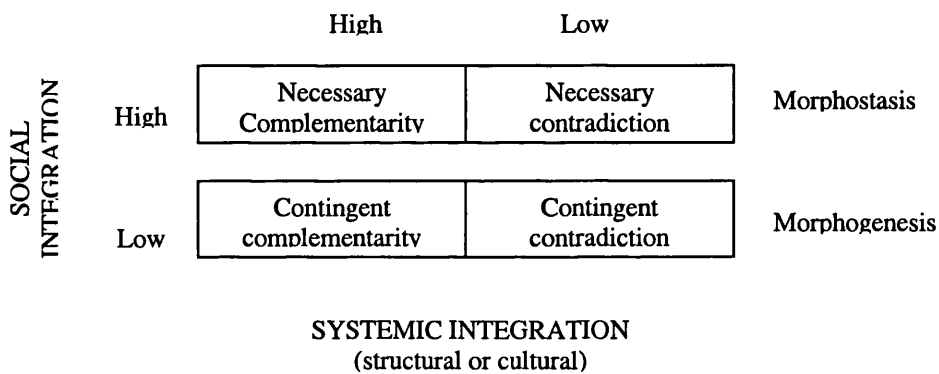 High Low
Necessary Complementarity Necessary contradiction Morphostasis
High
SOCIAL
INTEGRATION
Contingent complementarity Contingent contradiction Morphogenesis
Low
SYSTEMIC INTEGRATION
(structural or cultural)